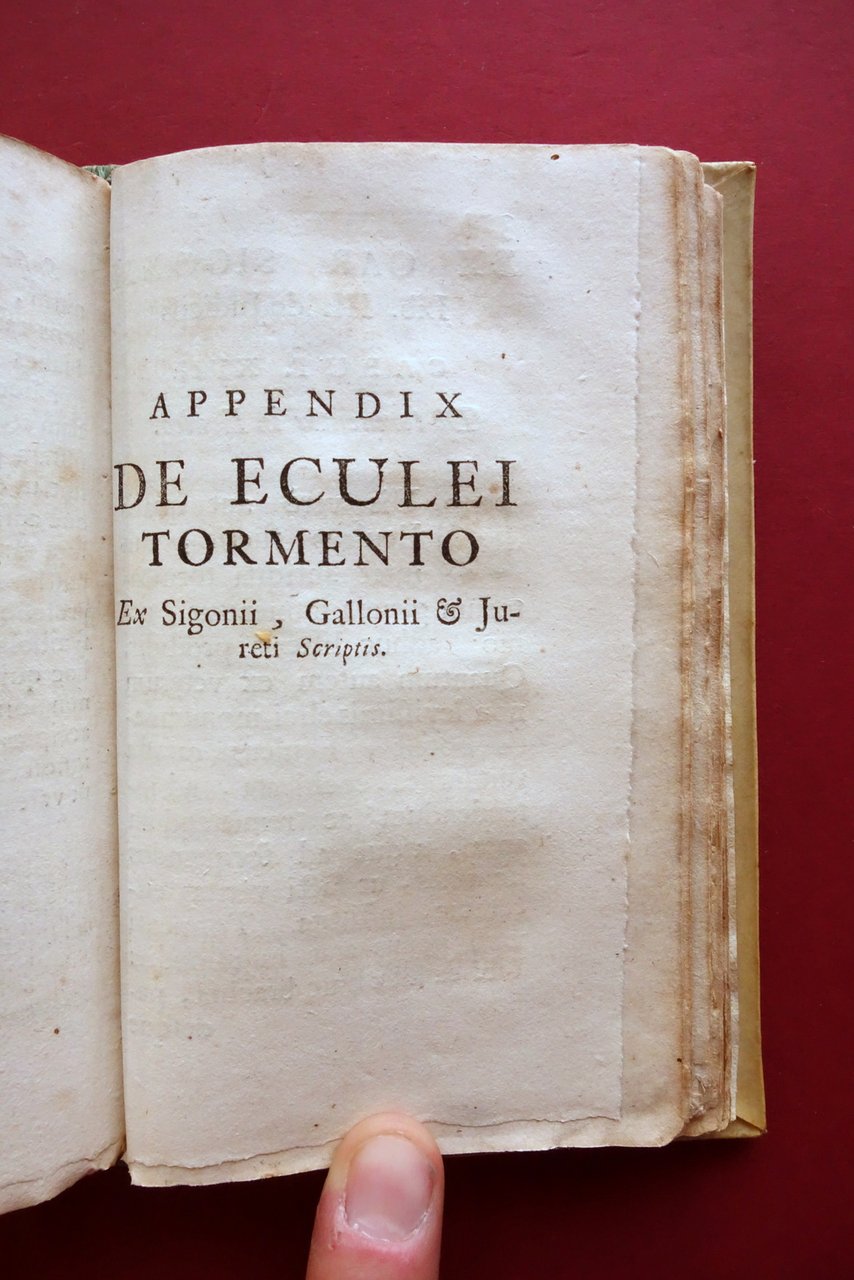 APPENDIX
DE ECULEI
TORMENTO
Ex Sigonii, Gallonii & Ju-
reti Scriptis.